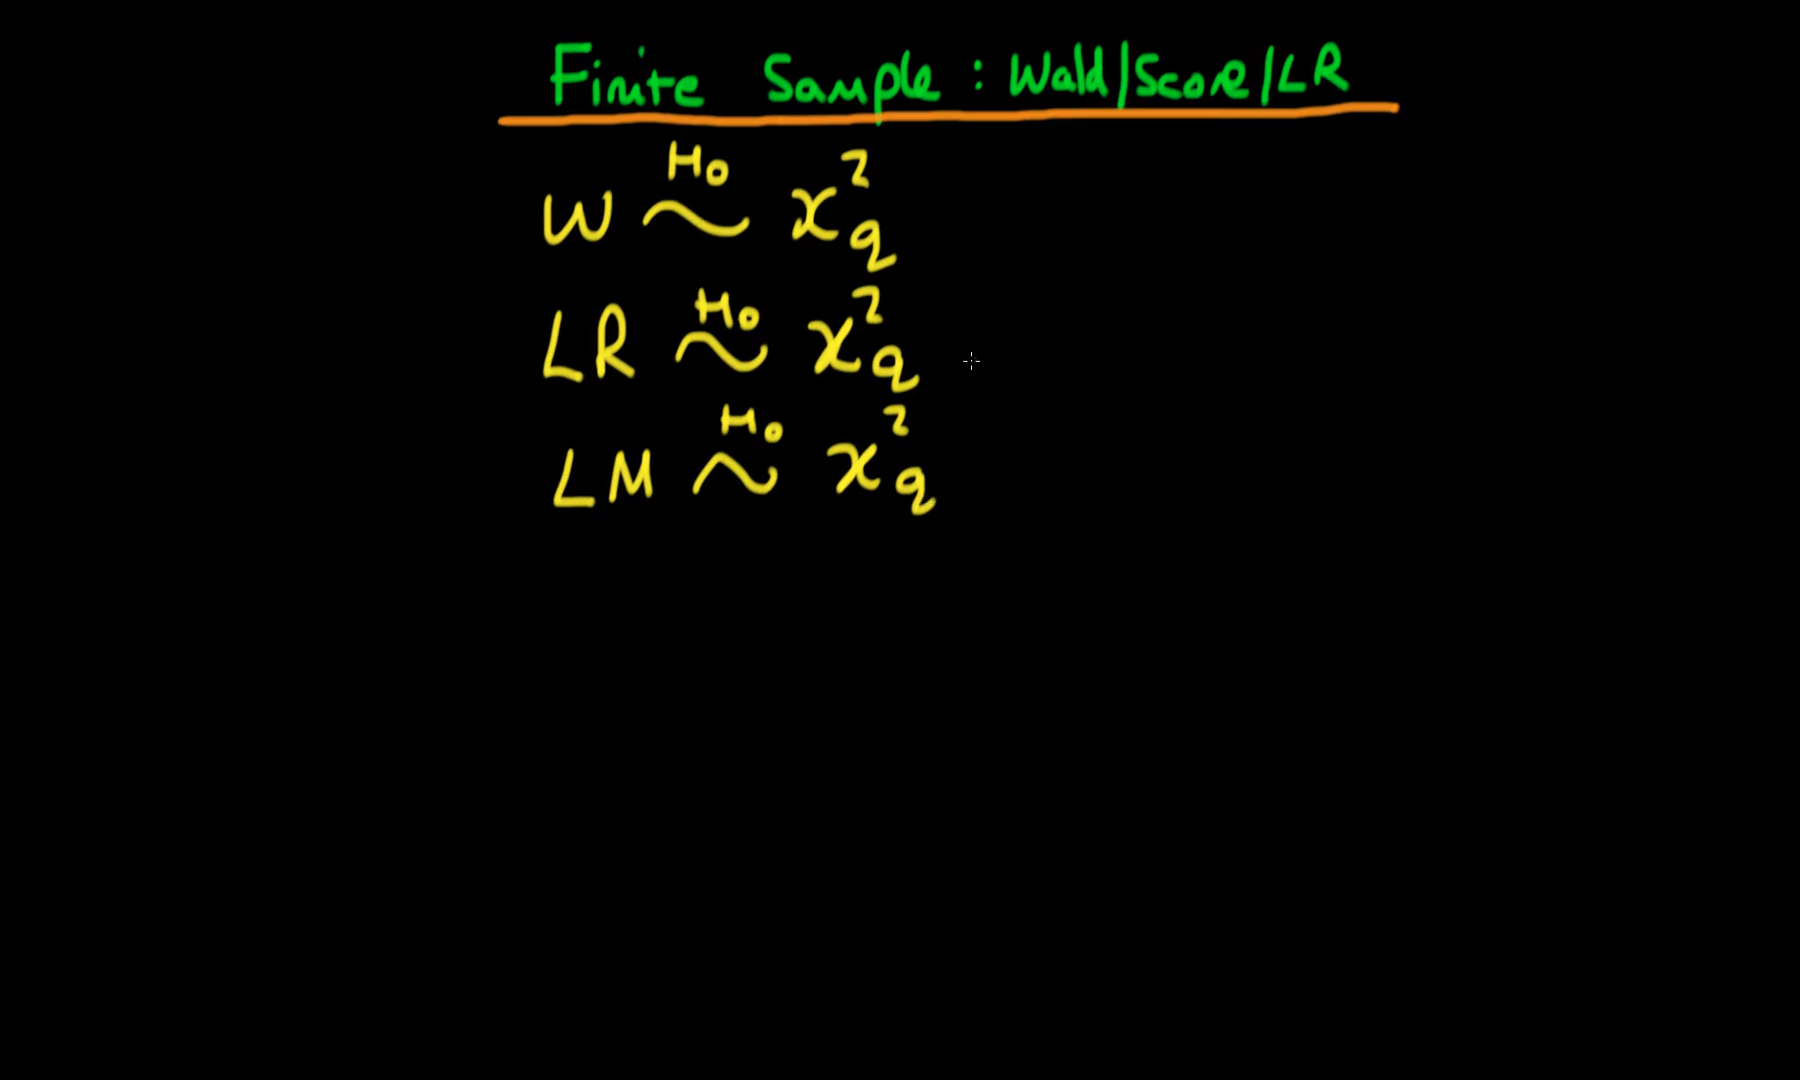 Finite Sample : Wald/Score/LR
W ~ᴴ⁰ χ²q
LR ~ᴴ⁰ χ²q
LM ~ᴴ⁰ χ²q